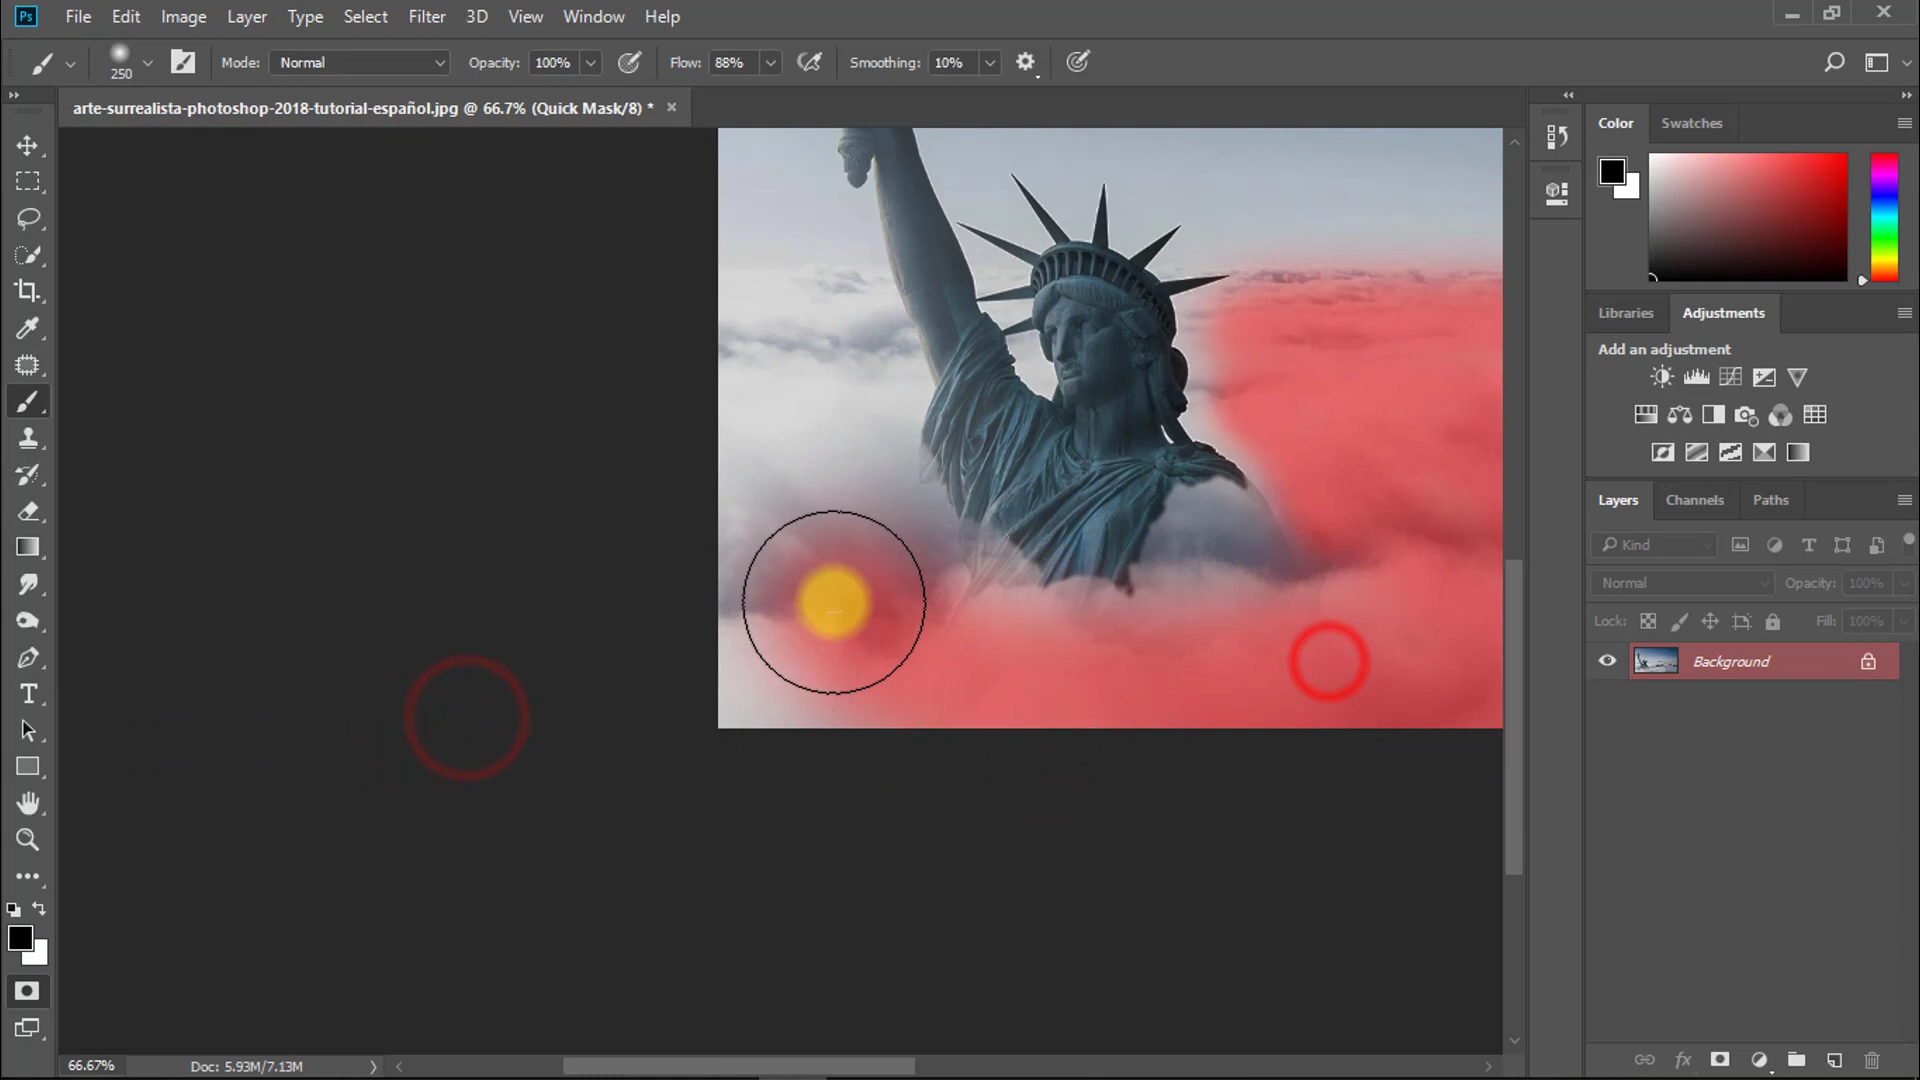 Ps File Edit Image Layer Type Select Filter 3D View Window Help
250 Mode: Normal Opacity: 100% Flow: 88% Smoothing: 10%
arte-surrealista-photoshop-2018-tutorial-español.jpg @ 66.7% (Quick Mask/8) *
Color Swatches
Libraries Adjustments
Add an adjustment
Layers Channels Paths
Kind
Normal Opacity: 100%
Lock: Fill: 100%
Background
66.67% Doc: 5.93M/7.13M